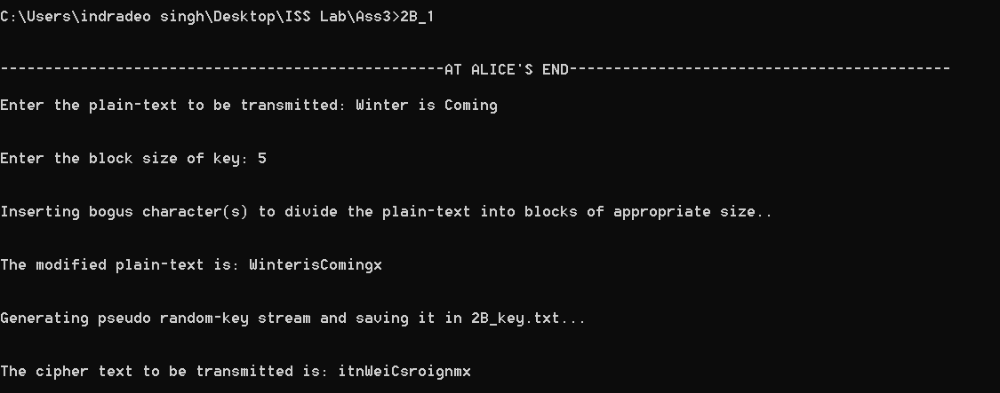 C:\Users\indradeo singh\Desktop\ISS Lab\Ass3>2B_1
--------------------------------------------------AT ALICE'S END-------------------------------------------
Enter the plain-text to be transmitted: Winter is Coming
Enter the block size of key: 5
Inserting bogus character(s) to divide the plain-text into blocks of appropriate size..
The modified plain-text is: WinterisComingx
Generating pseudo random-key stream and saving it in 2B_key.txt...
The cipher text to be transmitted is: itnWeiCsroignmx